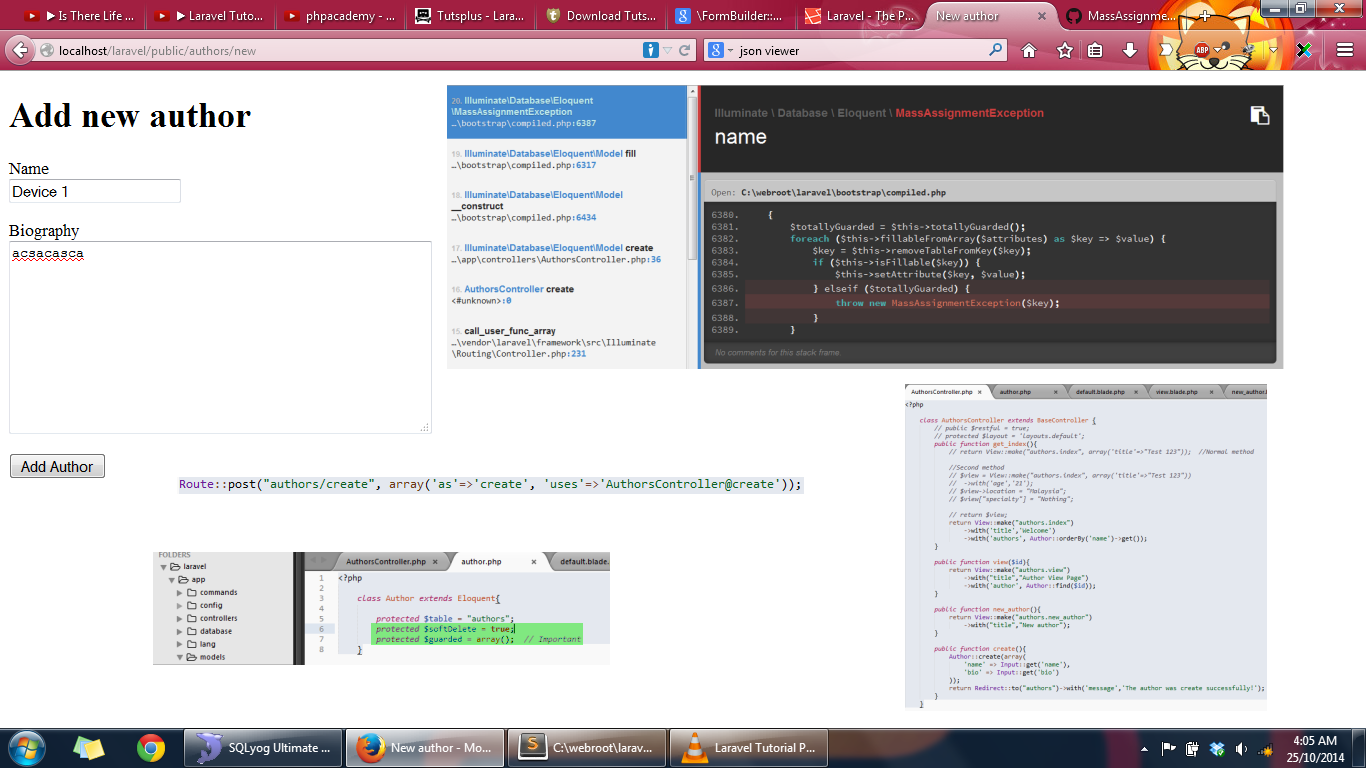 ▶ Is There Life ...
▶ Laravel Tuto...
phpacademy - ...
Tutsplus - Lara...
Download Tuts...
\FormBuilder::...
Laravel - The P...
New author
MassAssignme...
localhost/laravel/public/authors/new
json viewer
Add new author
Name
Device 1
Biography
acsacasca
Add Author
20. Illuminate\Database\Eloquent
\MassAssignmentException
…\bootstrap\compiled.php:6387
19. Illuminate\Database\Eloquent\Model fill
…\bootstrap\compiled.php:6317
18. Illuminate\Database\Eloquent\Model
__construct
…\bootstrap\compiled.php:6434
17. Illuminate\Database\Eloquent\Model create
…\app\controllers\AuthorsController.php:36
16. AuthorsController create
<#unknown>:0
15. call_user_func_array
…\vendor\laravel\framework\src\Illuminate
\Routing\Controller.php:231
Illuminate \ Database \ Eloquent \ MassAssignmentException
name
Open: C:\webroot\laravel\bootstrap\compiled.php
6380. {
6381. $totallyGuarded = $this->totallyGuarded();
6382. foreach ($this->fillableFromArray($attributes) as $key => $value) {
6383. $key = $this->removeTableFromKey($key);
6384. if ($this->isFillable($key)) {
6385. $this->setAttribute($key, $value);
6386. } elseif ($totallyGuarded) {
6387. throw new MassAssignmentException($key);
6388. }
6389. }
No comments for this stack frame.
Route::post("authors/create", array('as'=>'create', 'uses'=>'AuthorsController@create'));
FOLDERS
laravel
app
commands
config
controllers
database
lang
models
AuthorsController.php ×
author.php ×
default.blade.
1 <?php
2
3 class Author extends Eloquent{
4
5 protected $table = "authors";
6 protected $softDelete = true;
7 protected $guarded = array(); // Important
8 }
AuthorsController.php ×
author.php ×
default.blade.php ×
view.blade.php ×
new_author.
<?php
class AuthorsController extends BaseController {
// public $restful = true;
// protected $layout = 'layouts.default';
public function get_index(){
// return View::make("authors.index", array('title'=>"Test 123")); //Normal method
//Second method
// $view = View::make("authors.index", array('title'=>"Test 123"))
// ->with('age','21');
// $view->location = "Malaysia";
// $view["specialty"] = "Nothing";
// return $view;
return View::make("authors.index")
->with('title','Welcome')
->with('authors', Author::orderBy('name')->get());
}
public function view($id){
return View::make("authors.view")
->with("title","Author View Page")
->with('author', Author::find($id));
}
public function new_author(){
return View::make("authors.new_author")
->with("title","New author");
}
public function create(){
Author::create(array(
'name' => Input::get('name'),
'bio' => Input::get('bio')
));
return Redirect::to("authors")->with('message','The author was create successfully!');
}
}
SQLyog Ultimate ...
New author - Mo...
C:\webroot\larav...
Laravel Tutorial P...
4:05 AM
25/10/2014